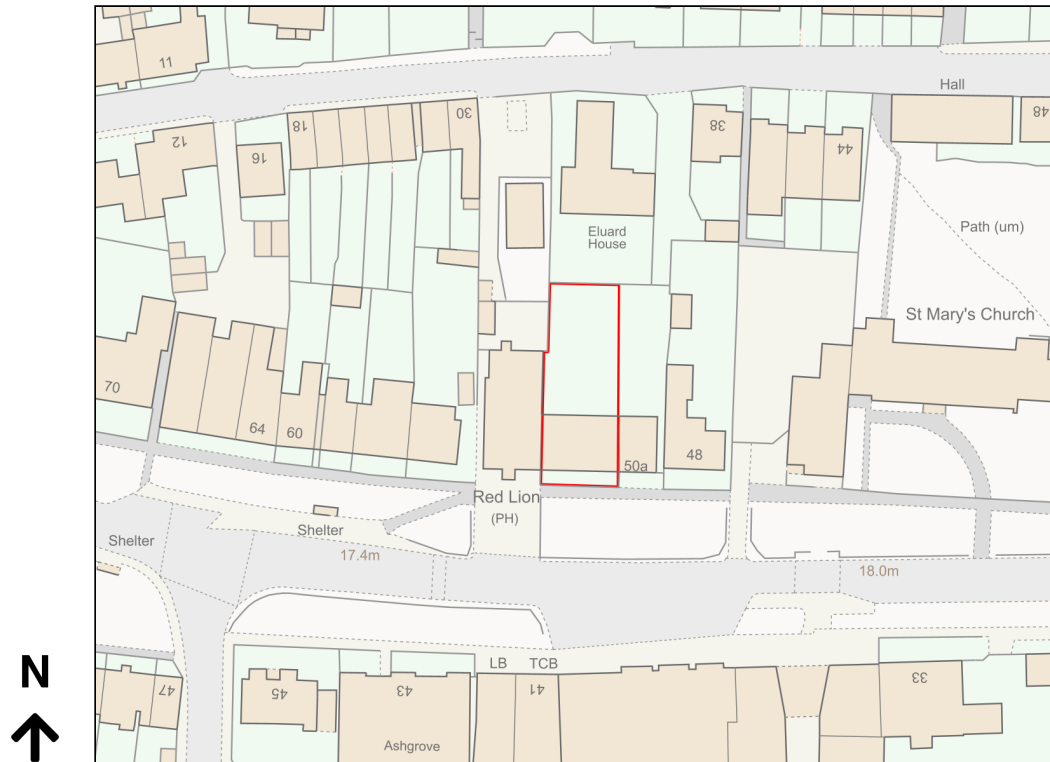 11
Hall
48
18
30
38
12
16
44
Eluard
House
Path (um)
St Mary's Church
70
64
60
50a
48
Red Lion
(PH)
Shelter
Shelter
17.4m
18.0m
N
LB
TCB
47
45
43
41
33
Ashgrove